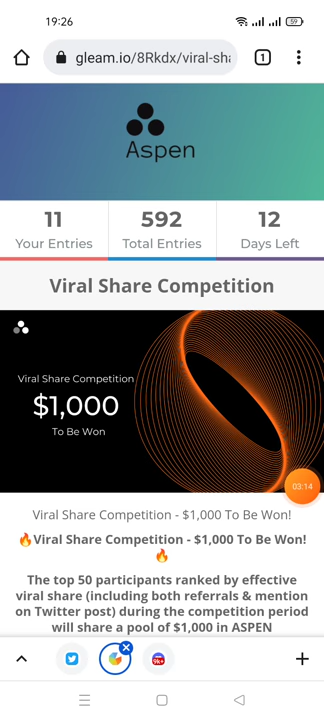 19:26
59
gleam.io/8Rkdx/viral-sha
1
Aspen
11
592
12
Your Entries
Total Entries
Days Left
Viral Share Competition
Viral Share Competition
$1,000
To Be Won
03:14
Viral Share Competition - $1,000 To Be Won!
🔥Viral Share Competition - $1,000 To Be Won!
🔥
The top 50 participants ranked by effective
viral share (including both referrals & mention
on Twitter post) during the competition period
will share a pool of $1,000 in ASPEN
9k+